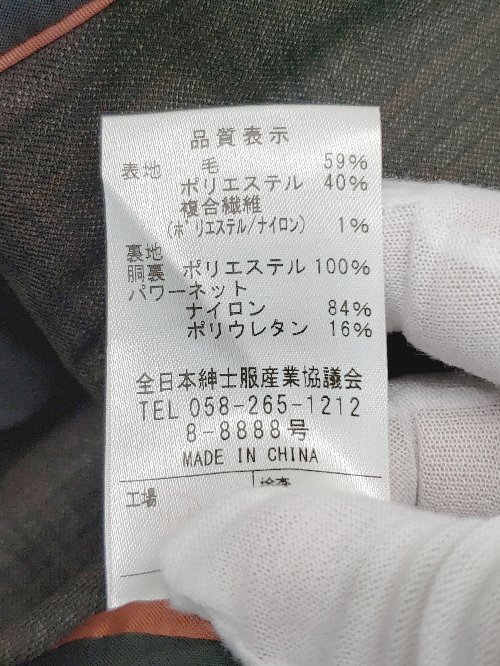 品質表示
表地 毛 59%
ポリエステル 40%
複合繊維
(ポリエステル/ナイロン) 1%
裏地
胴裏 ポリエステル 100%
パワーネット
ナイロン 84%
ポリウレタン 16%
全日本紳士服産業協議会
TEL 058-265-1212
8-8888号
MADE IN CHINA
工場